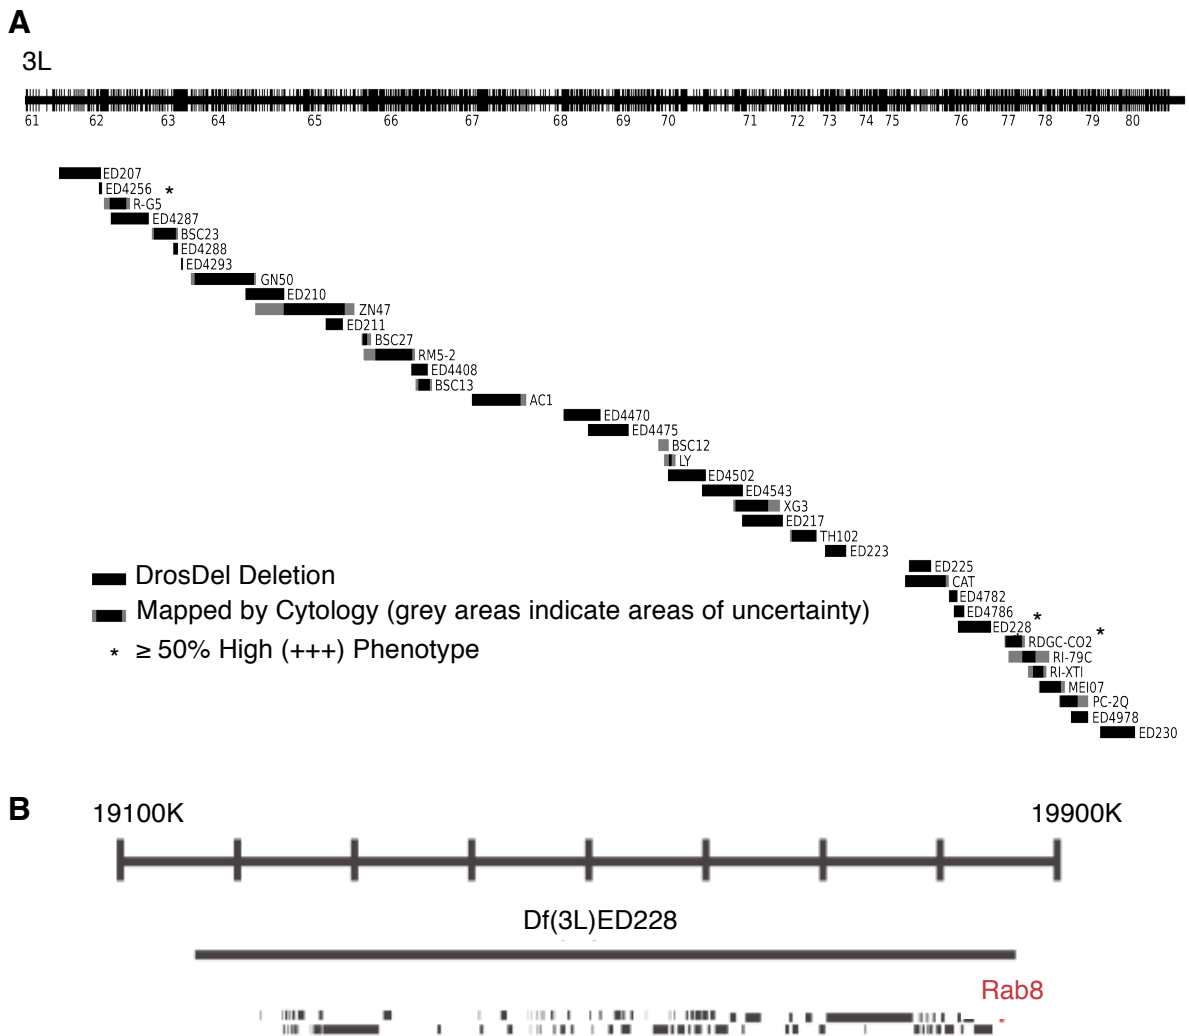 A
3L
61 62 63 64 65 66 67 68 69 70 71 72 73 74 75 76 77 78 79 80
ED207
ED4256 *
R-G5
ED4287
BSC23
ED4288
ED4293
GN50
ED210
ZN47
ED211
BSC27
RM5-2
ED4408
BSC13
AC1
ED4470
ED4475
BSC12
LY
ED4502
ED4543
XG3
ED217
TH102
ED223
ED225
CAT
ED4782
ED4786
ED228 *
RDGC-CO2 *
RI-79C
RI-XTI
MEI07
PC-2Q
ED4978
ED230
DrosDel Deletion
Mapped by Cytology (grey areas indicate areas of uncertainty)
* ≥ 50% High (+++) Phenotype
B
19100K 19900K
Df(3L)ED228
Rab8